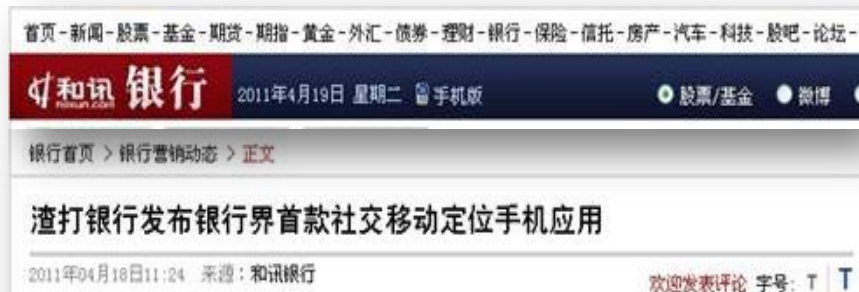 首页-新闻-股票-基金-期货-期指-黄金-外汇-债券-理财-银行-保险-信托-房产-汽车-科技-股吧-论坛-
和讯 银行 2011年4月19日 星期二 手机版 股票/基金 微博
hexun.com
银行首页 > 银行营销动态 > 正文
渣打银行发布银行界首款社交移动定位手机应用
2011年04月18日11:24 来源：和讯银行 欢迎发表评论 字号: T | T